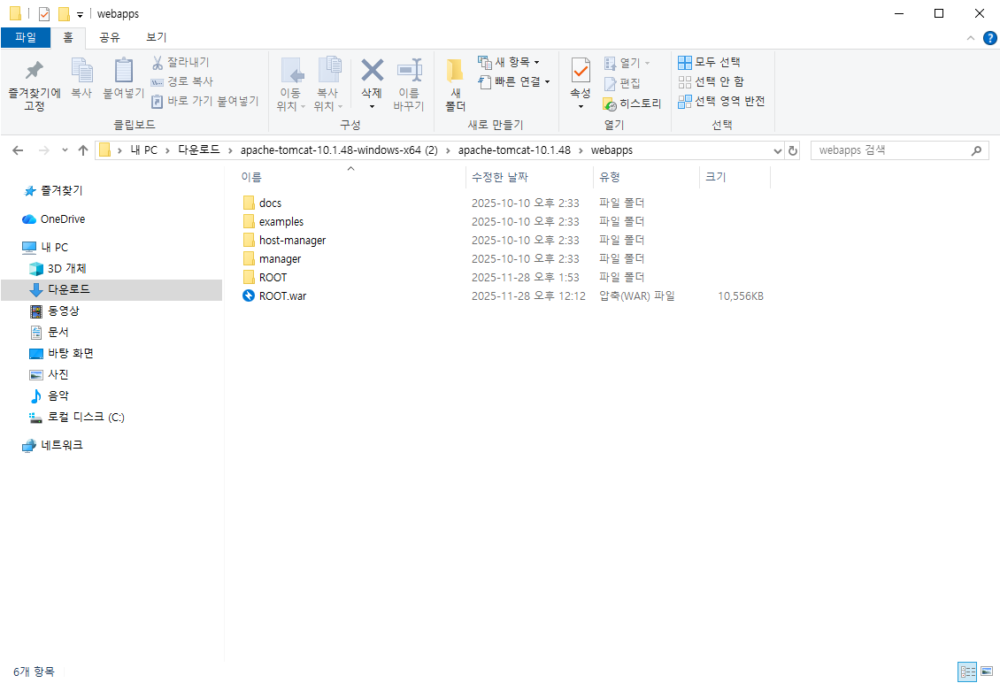 webapps
파일 홈 공유 보기
즐겨찾기에 고정
복사
붙여넣기
잘라내기
경로 복사
바로 가기 붙여넣기
클립보드
이동 위치
복사 위치
삭제
이름 바꾸기
구성
새 폴더
새 항목
빠른 연결
새로 만들기
속성
열기
편집
히스토리
열기
모두 선택
선택 안 함
선택 영역 반전
선택
내 PC > 다운로드 > apache-tomcat-10.1.48-windows-x64 (2) > apache-tomcat-10.1.48 > webapps
webapps 검색
즐겨찾기
OneDrive
내 PC
3D 개체
다운로드
동영상
문서
바탕 화면
사진
음악
로컬 디스크 (C:)
네트워크
이름 수정한 날짜 유형 크기
docs 2025-10-10 오후 2:33 파일 폴더
examples 2025-10-10 오후 2:33 파일 폴더
host-manager 2025-10-10 오후 2:33 파일 폴더
manager 2025-10-10 오후 2:33 파일 폴더
ROOT 2025-11-28 오후 1:53 파일 폴더
ROOT.war 2025-11-28 오후 12:12 압축(WAR) 파일 10,556KB
6개 항목